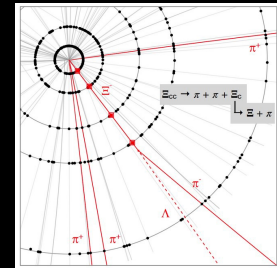 π⁺
Ξ⁻
Ξcc → π + π + Ξc
Ξ + π
π⁻
Λ
π⁺ π⁺